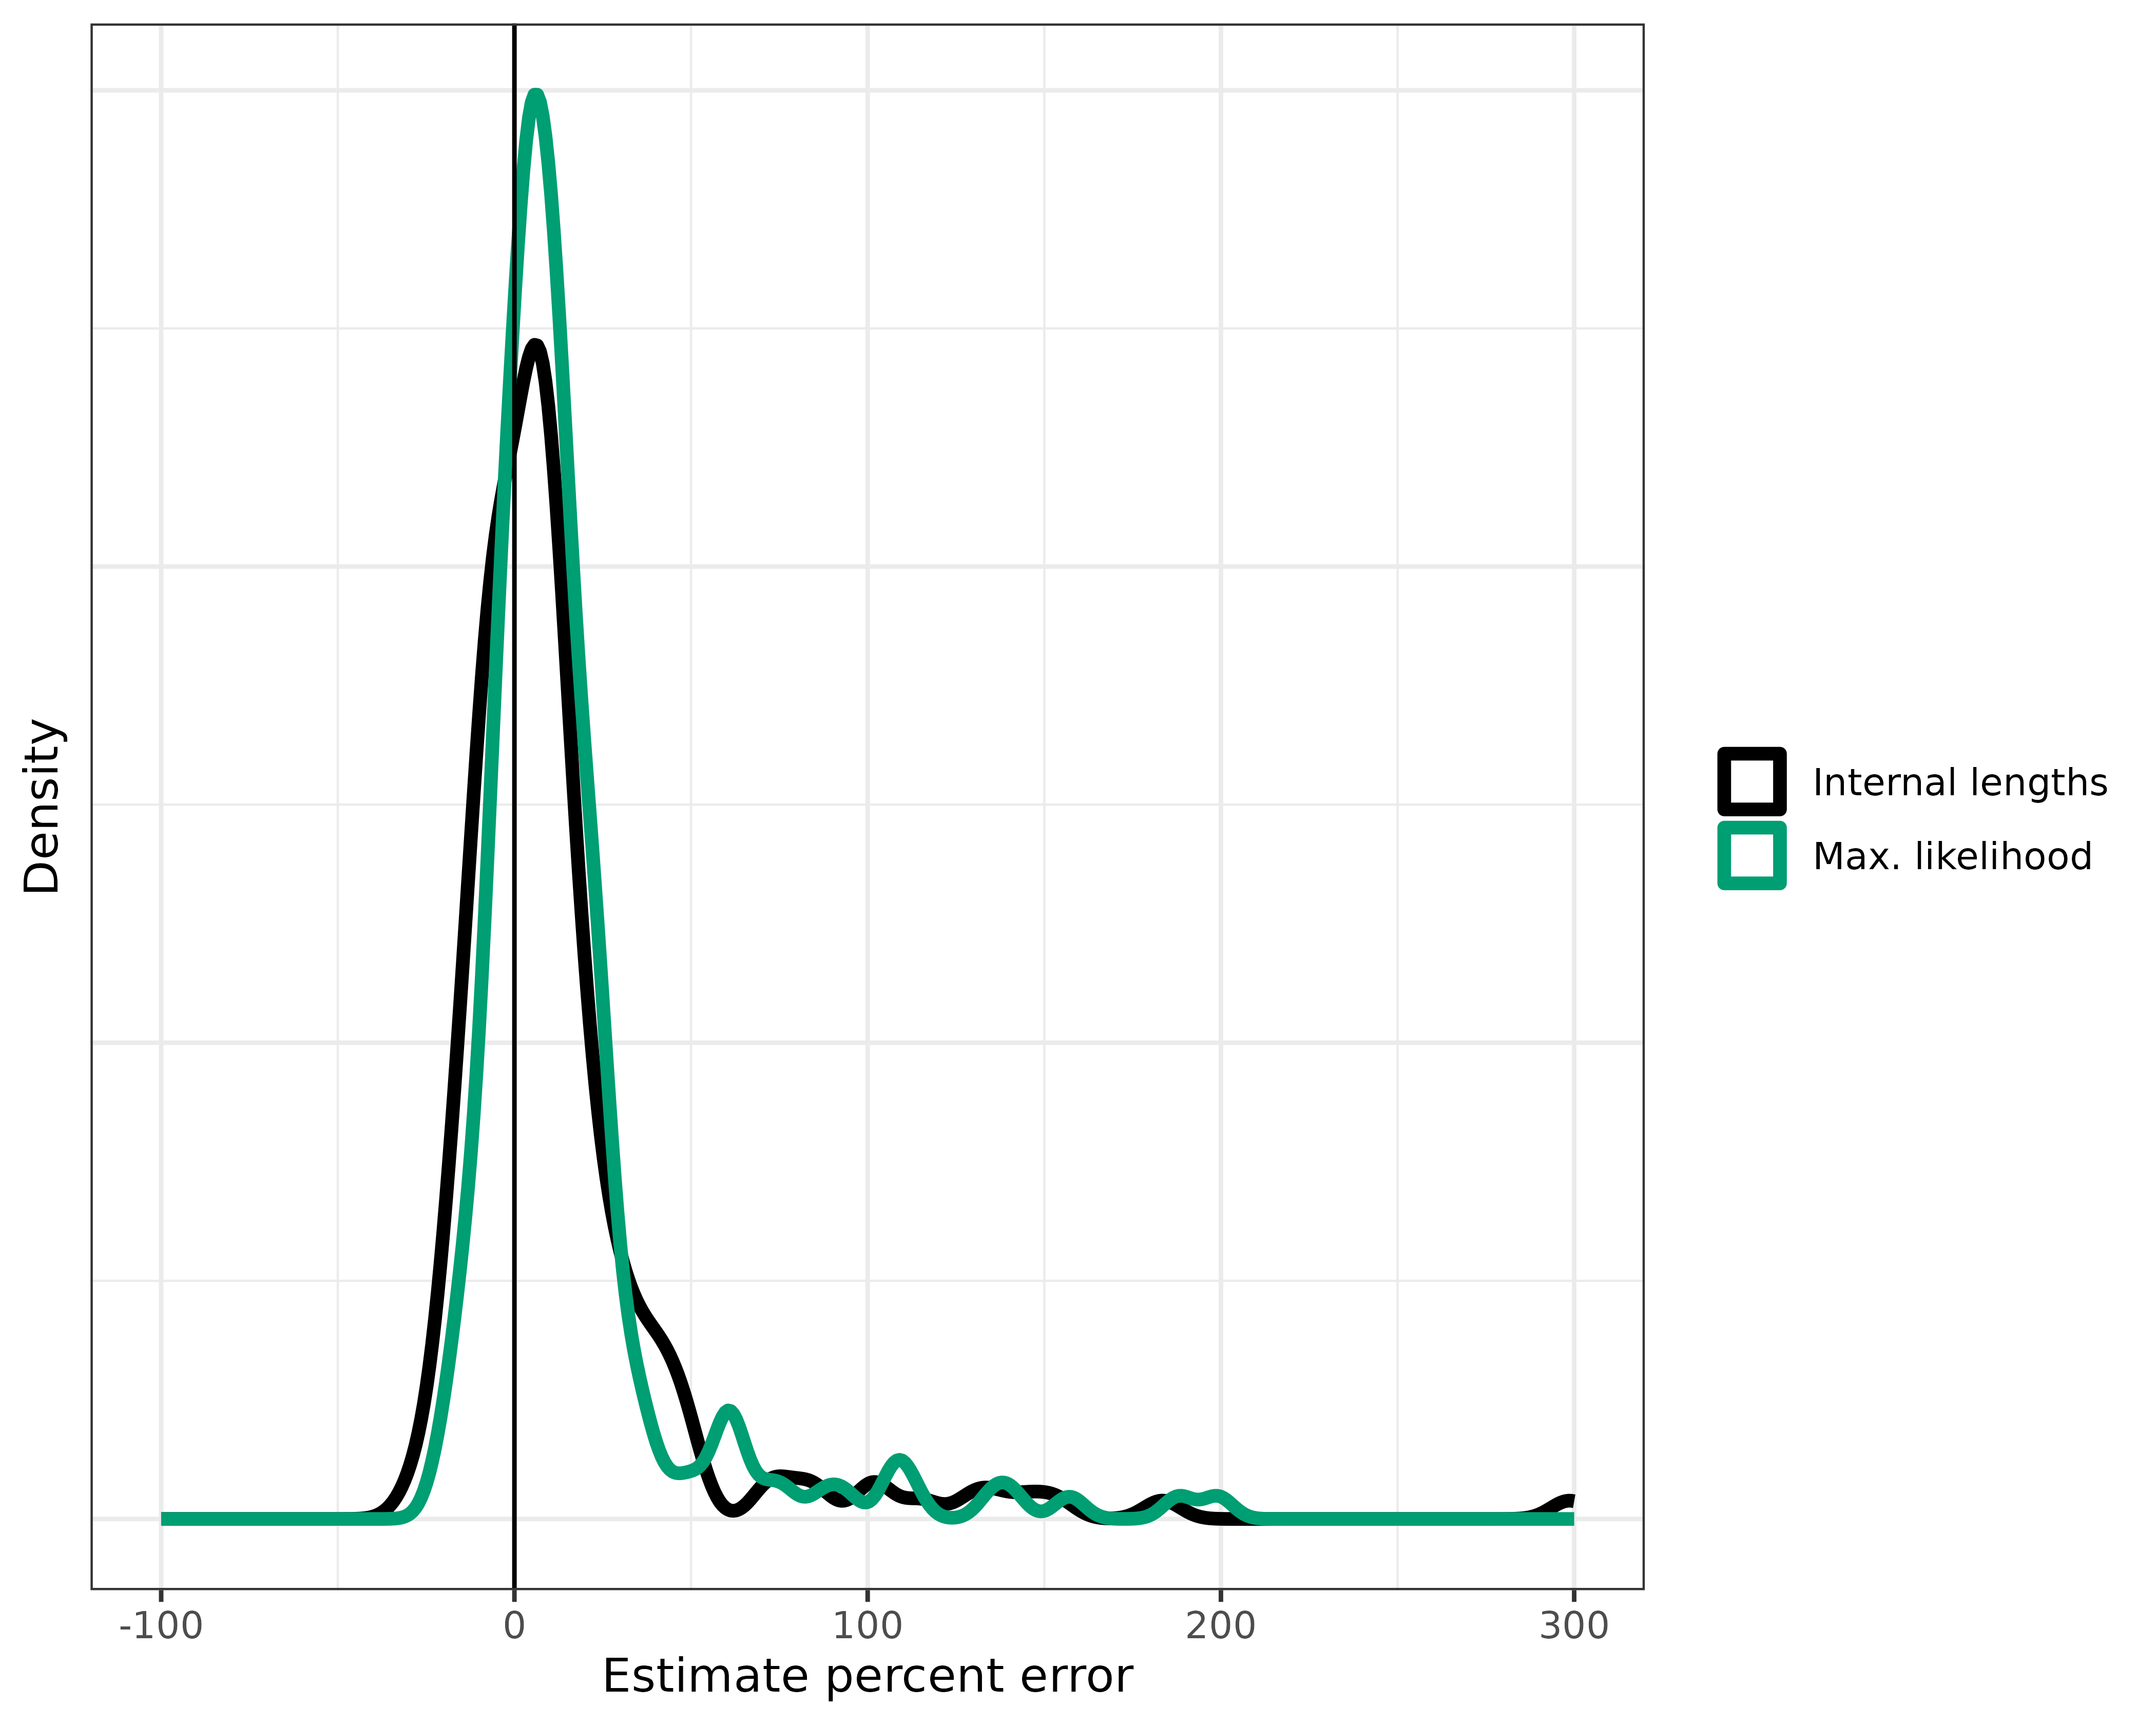 Density
Internal lengths
Max. likelihood
-100 0 100 200 300
Estimate percent error